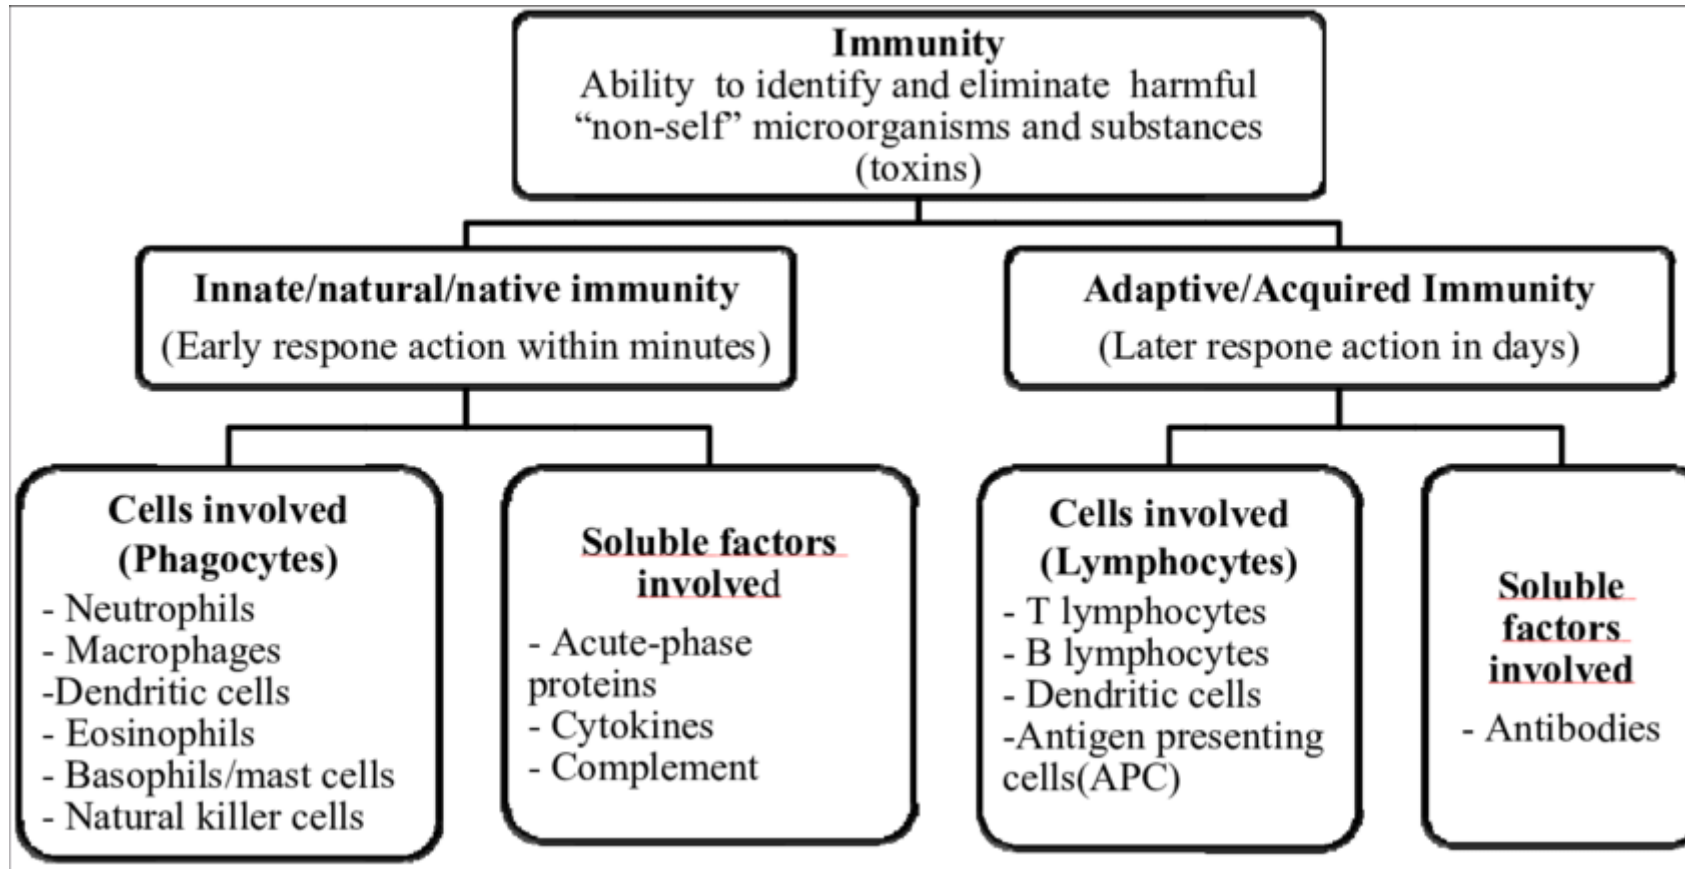 Immunity
Ability to identify and eliminate harmful
“non-self” microorganisms and substances
(toxins)
Innate/natural/native immunity
(Early respone action within minutes)
Adaptive/Acquired Immunity
(Later respone action in days)
Cells involved
(Phagocytes)
- Neutrophils
- Macrophages
-Dendritic cells
- Eosinophils
- Basophils/mast cells
- Natural killer cells
Soluble factors
involved
- Acute-phase
proteins
- Cytokines
- Complement
Cells involved
(Lymphocytes)
- T lymphocytes
- B lymphocytes
- Dendritic cells
-Antigen presenting
cells(APC)
Soluble
factors
involved
- Antibodies